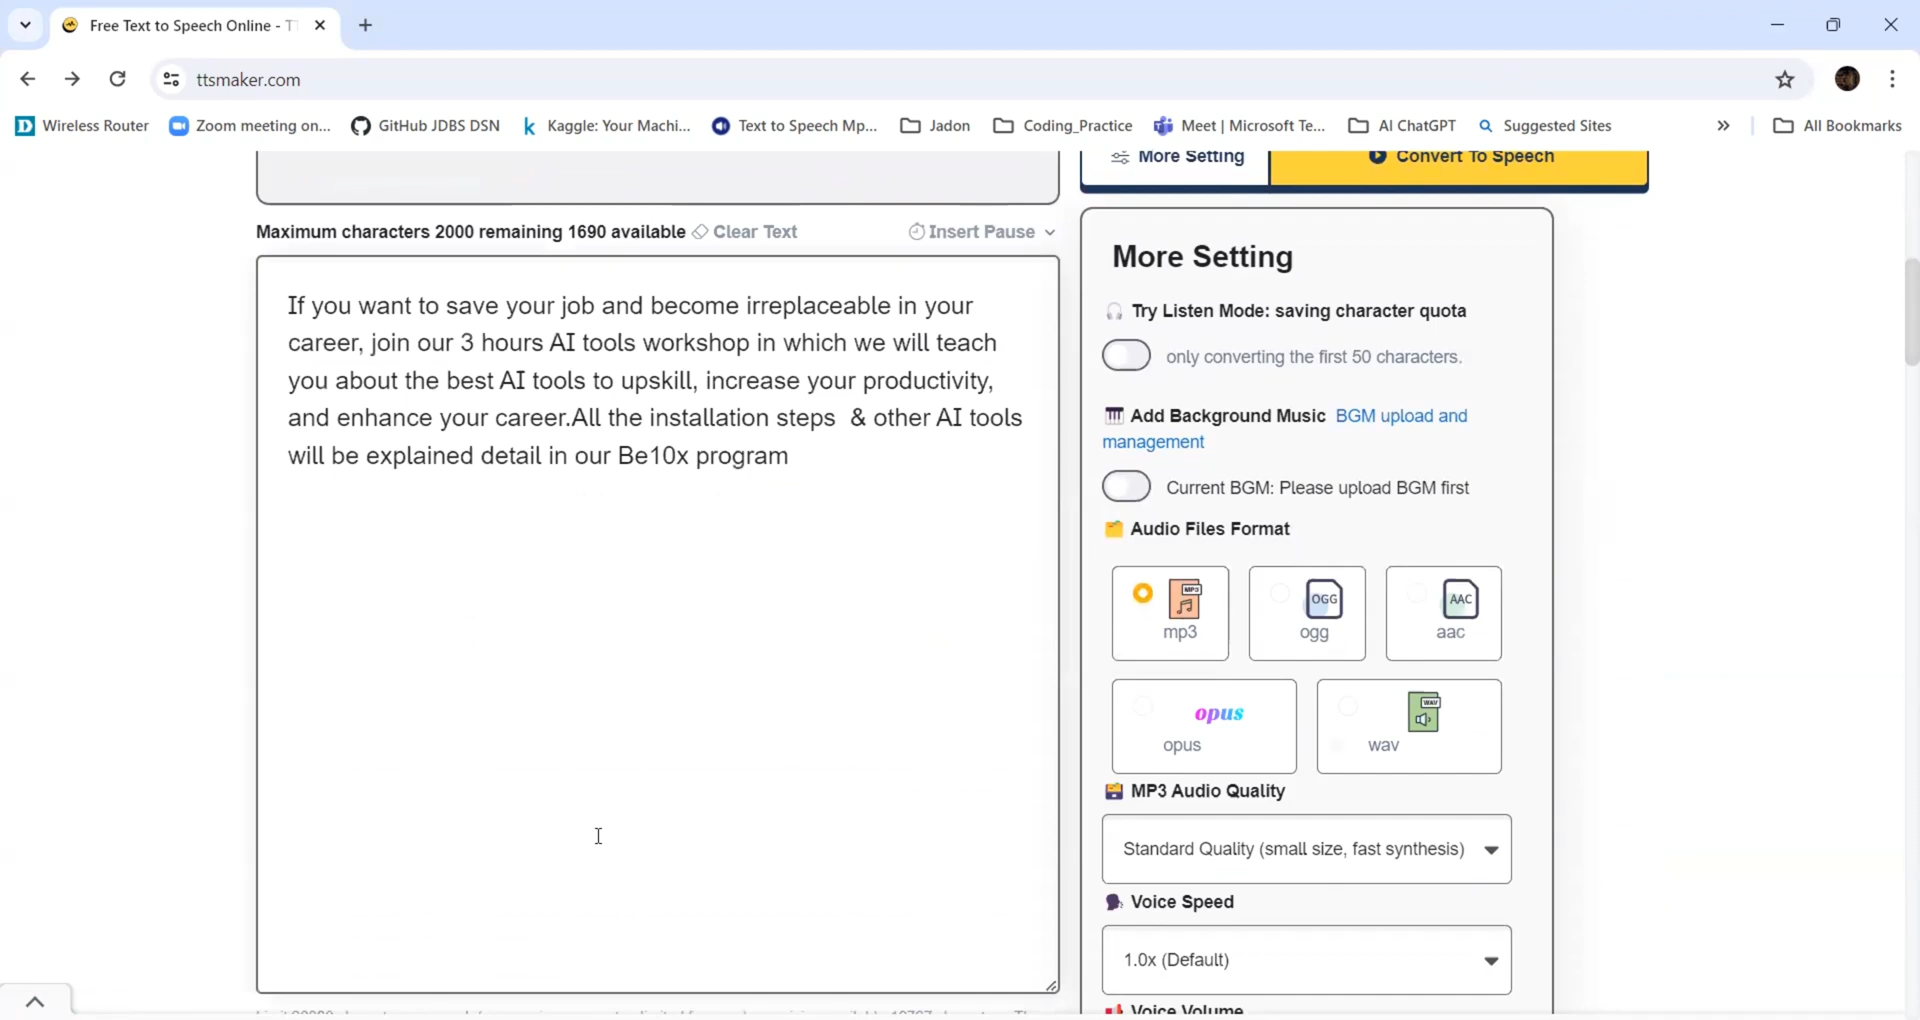 Free Text to Speech Online - T
ttsmaker.com
Wireless Router
Zoom meeting on...
GitHub JDBS DSN
Kaggle: Your Machi...
Text to Speech Mp...
Jadon
Coding_Practice
Meet | Microsoft Te...
AI ChatGPT
Suggested Sites
All Bookmarks
More Setting
Convert To Speech
Maximum characters 2000 remaining 1690 available
Clear Text
Insert Pause
If you want to save your job and become irreplaceable in your
career, join our 3 hours AI tools workshop in which we will teach
you about the best AI tools to upskill, increase your productivity,
and enhance your career.All the installation steps  & other AI tools
will be explained detail in our Be10x program
More Setting
Try Listen Mode: saving character quota
only converting the first 50 characters.
Add Background Music BGM upload and
management
Current BGM: Please upload BGM first
Audio Files Format
MP3
mp3
OGG
ogg
AAC
aac
opus
opus
WAV
wav
MP3 Audio Quality
Standard Quality (small size, fast synthesis)
Voice Speed
1.0x (Default)
Voice Volume